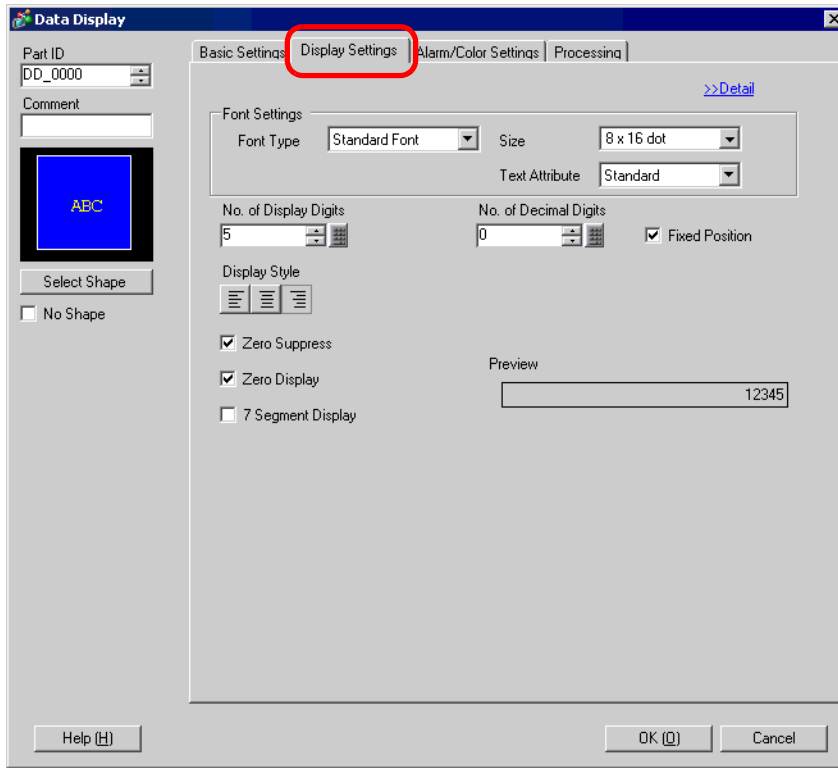 Data Display
Part ID
DD_0000
Comment
ABC
Select Shape
No Shape
Basic Settings Display Settings Alarm/Color Settings Processing
>>Detail
Font Settings
Font Type Standard Font Size 8 x 16 dot
Text Attribute Standard
No. of Display Digits No. of Decimal Digits
5 0 Fixed Position
Display Style
Zero Suppress
Zero Display
7 Segment Display
Preview
12345
Help (H) OK (O) Cancel